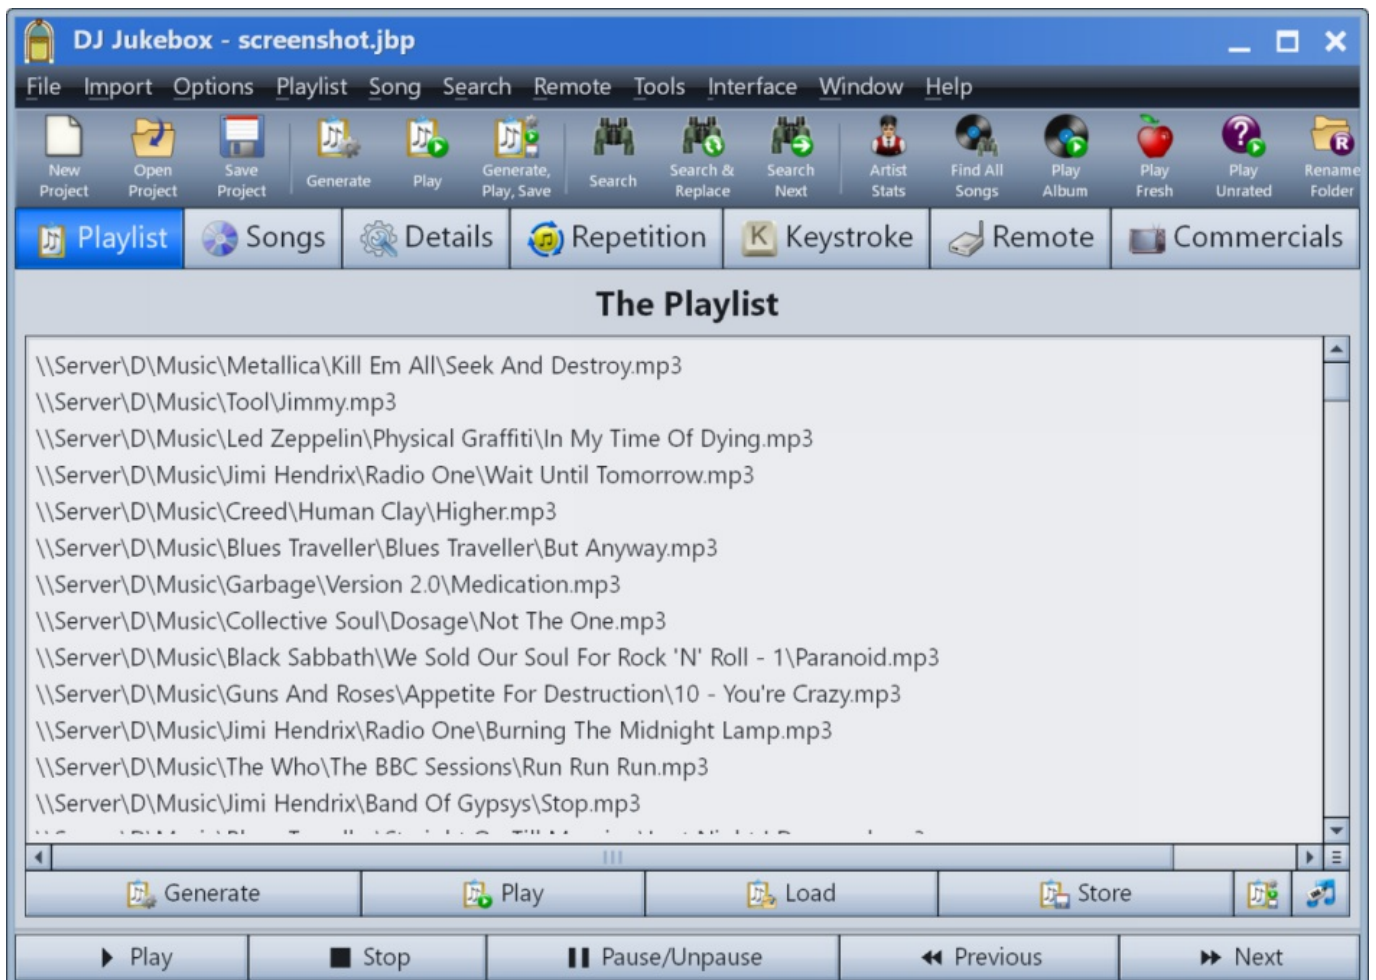 DJ Jukebox - screenshot.jbp
File Import Options Playlist Song Search Remote Tools Interface Window Help
New Project
Open Project
Save Project
Generate
Play
Generate, Play, Save
Search
Search & Replace
Search Next
Artist Stats
Find All Songs
Play Album
Play Fresh
Play Unrated
Rename Folder
Playlist Songs Details Repetition Keystroke Remote Commercials
The Playlist
\\Server\D\Music\Metallica\Kill Em All\Seek And Destroy.mp3
\\Server\D\Music\Tool\Jimmy.mp3
\\Server\D\Music\Led Zeppelin\Physical Graffiti\In My Time Of Dying.mp3
\\Server\D\Music\Jimi Hendrix\Radio One\Wait Until Tomorrow.mp3
\\Server\D\Music\Creed\Human Clay\Higher.mp3
\\Server\D\Music\Blues Traveller\Blues Traveller\But Anyway.mp3
\\Server\D\Music\Garbage\Version 2.0\Medication.mp3
\\Server\D\Music\Collective Soul\Dosage\Not The One.mp3
\\Server\D\Music\Black Sabbath\We Sold Our Soul For Rock 'N' Roll - 1\Paranoid.mp3
\\Server\D\Music\Guns And Roses\Appetite For Destruction\10 - You're Crazy.mp3
\\Server\D\Music\Jimi Hendrix\Radio One\Burning The Midnight Lamp.mp3
\\Server\D\Music\The Who\The BBC Sessions\Run Run Run.mp3
\\Server\D\Music\Jimi Hendrix\Band Of Gypsys\Stop.mp3
Generate Play Load Store
Play Stop Pause/Unpause Previous Next